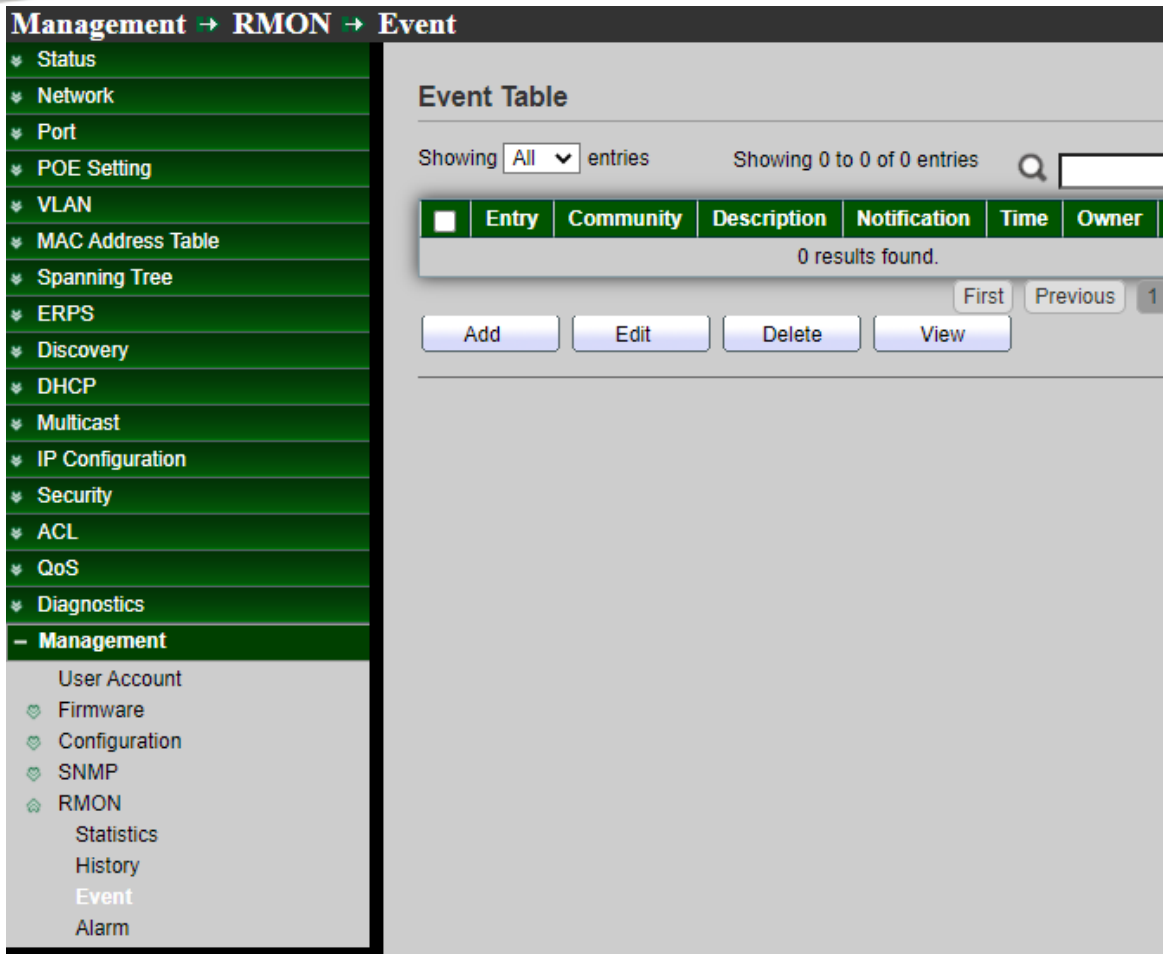 Management → RMON → Event
Status
Network
Port
POE Setting
VLAN
MAC Address Table
Spanning Tree
ERPS
Discovery
DHCP
Multicast
IP Configuration
Security
ACL
QoS
Diagnostics
Management
User Account
Firmware
Configuration
SNMP
RMON
Statistics
History
Event
Alarm
Event Table
Showing All entries Showing 0 to 0 of 0 entries
Entry Community Description Notification Time Owner
0 results found.
First Previous 1
Add Edit Delete View